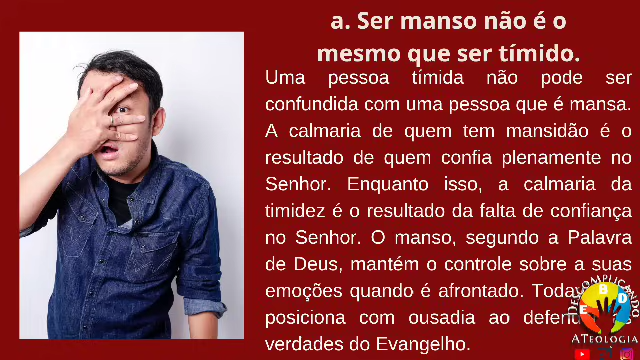 a. Ser manso não é o
mesmo que ser tímido.
Uma pessoa tímida não pode ser
confundida com uma pessoa que é mansa.
A calmaria de quem tem mansidão é o
resultado de quem confia plenamente no
Senhor. Enquanto isso, a calmaria da
timidez é o resultado da falta de confiança
no Senhor. O manso, segundo a Palavra
de Deus, mantém o controle sobre a suas
emoções quando é afrontado.
posiciona com ousadia ao
verdades do Evangelho.
DESCOMPLICANDO
EBD
ATEOLOGIA